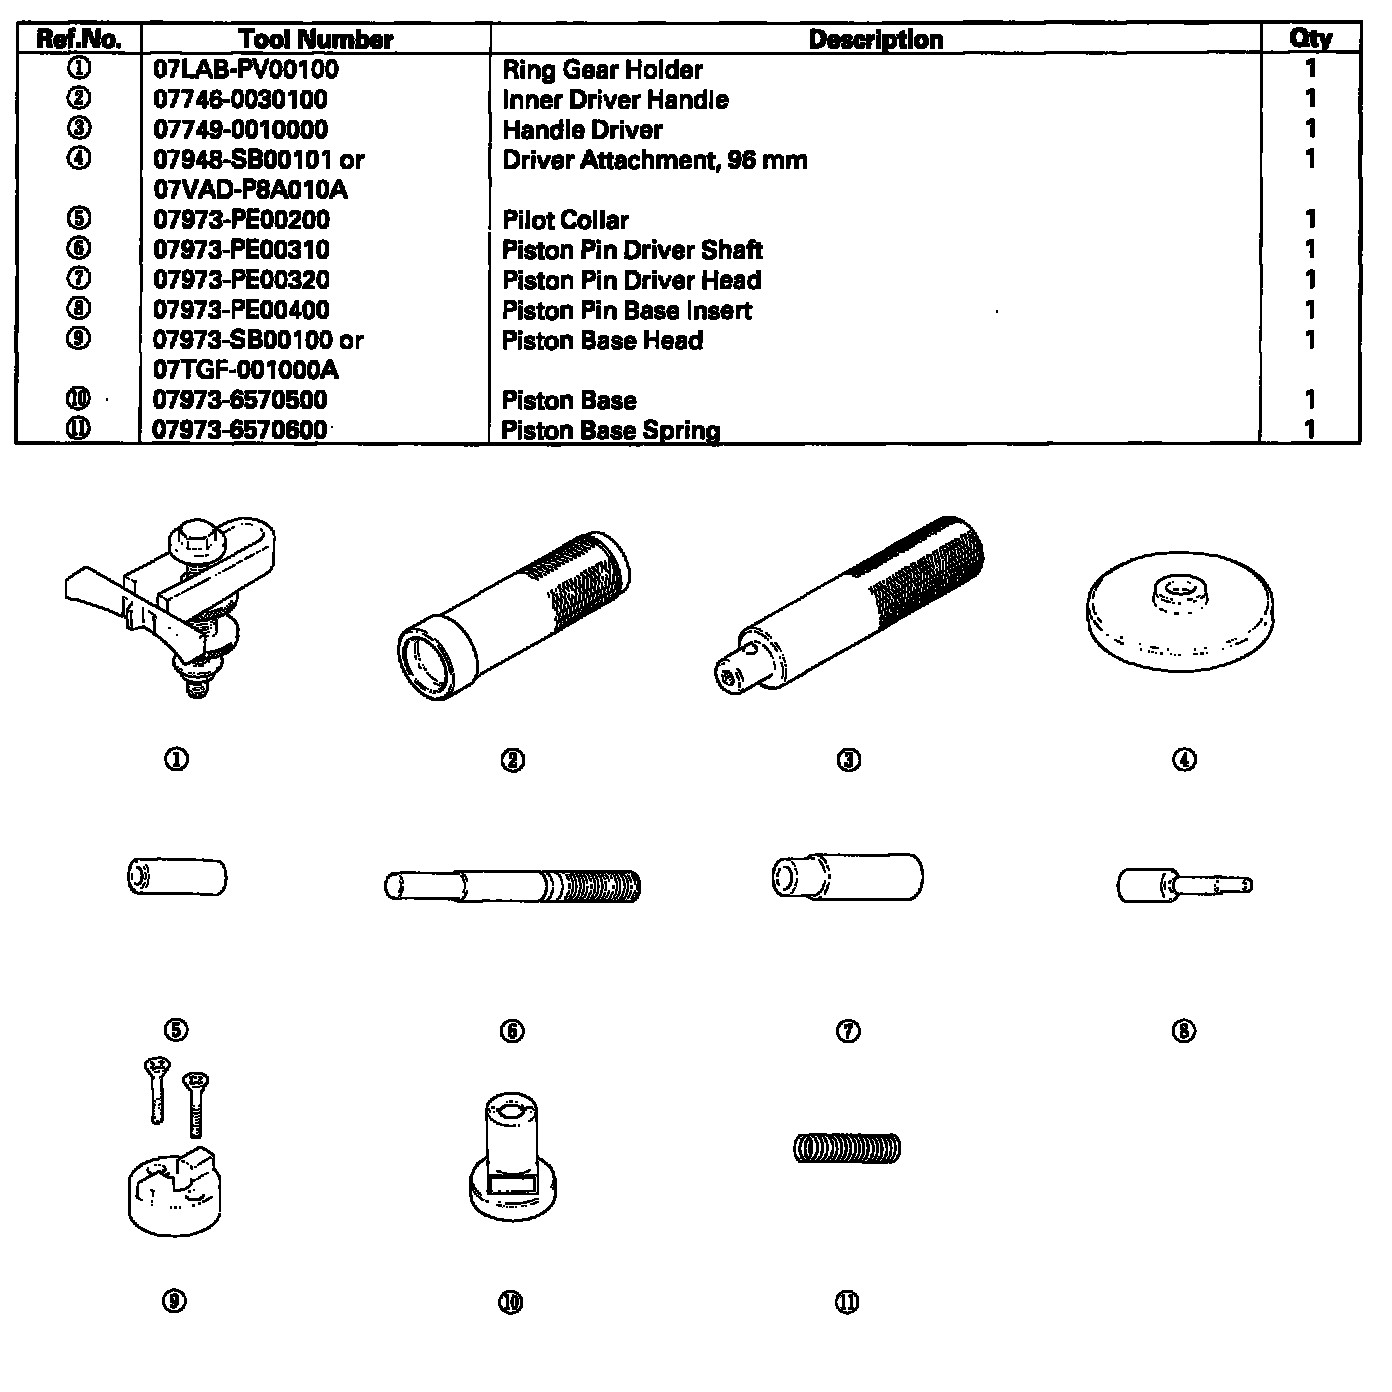 Ref.No. Tool Number Description Qty
① 07LAB-PV00100 Ring Gear Holder 1
② 07746-0030100 Inner Driver Handle 1
③ 07749-0010000 Handle Driver 1
④ 07948-SB00101 or Driver Attachment, 96 mm 1
07VAD-P8A010A
⑤ 07973-PE00200 Pilot Collar 1
⑥ 07973-PE00310 Piston Pin Driver Shaft 1
⑦ 07973-PE00320 Piston Pin Driver Head 1
⑧ 07973-PE00400 Piston Pin Base Insert 1
⑨ 07973-SB00100 or Piston Base Head 1
07TGF-001000A
⑩ 07973-6570500 Piston Base 1
⑪ 07973-6570600 Piston Base Spring 1
① ② ③ ④
⑤ ⑥ ⑦ ⑧
⑨ ⑩ ⑪